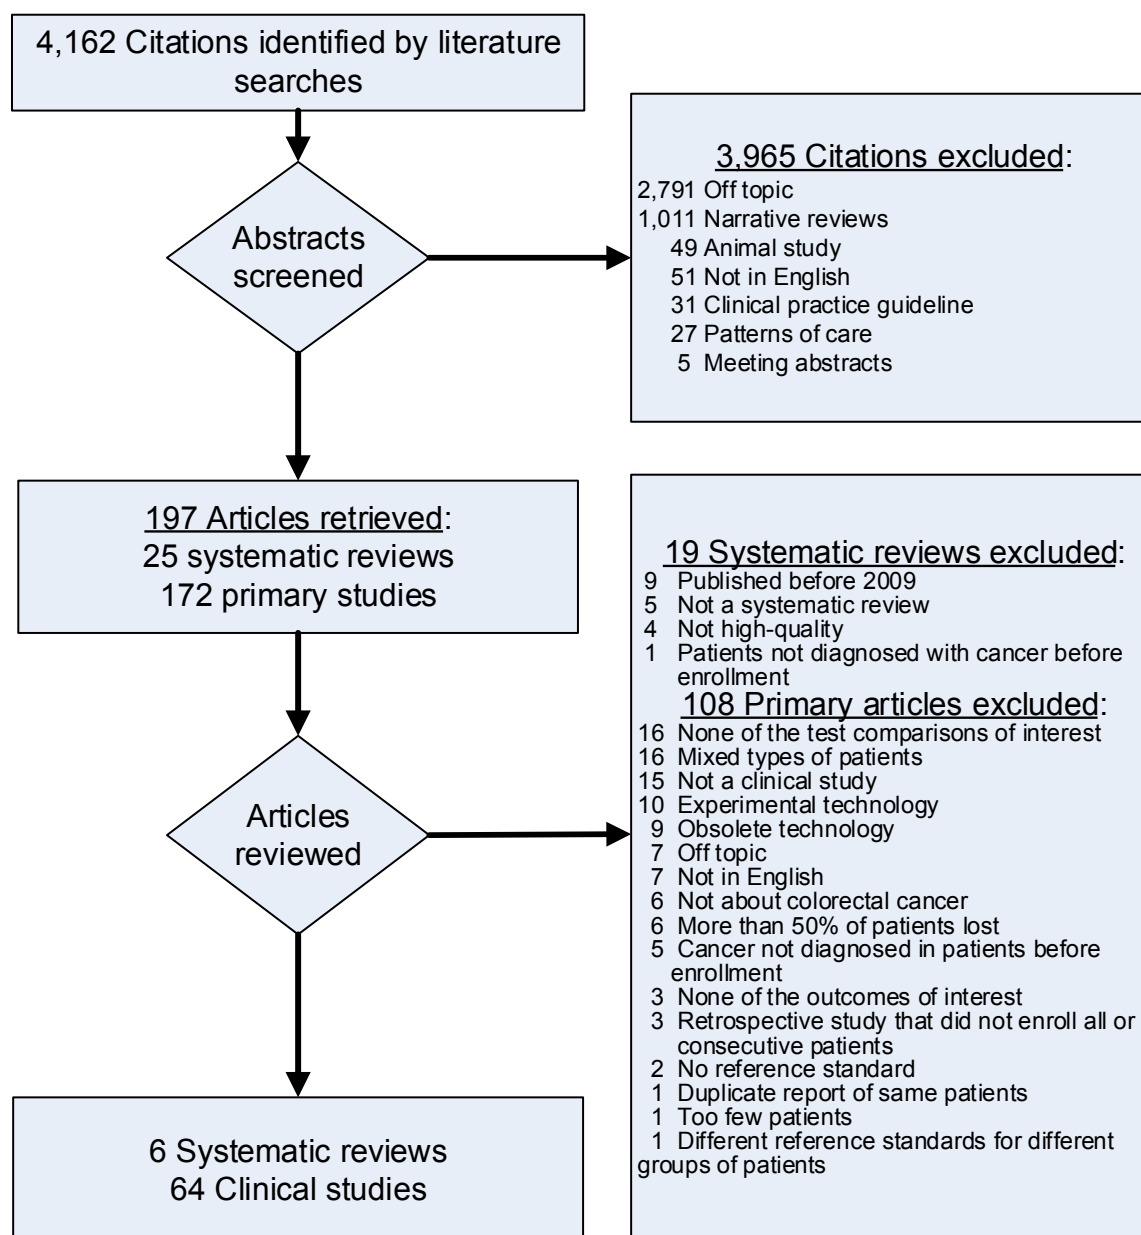 4,162 Citations identified by literature
searches
Abstracts
screened
3,965 Citations excluded:
2,791 Off topic
1,011 Narrative reviews
49 Animal study
51 Not in English
31 Clinical practice guideline
27 Patterns of care
5 Meeting abstracts
197 Articles retrieved:
25 systematic reviews
172 primary studies
Articles
reviewed
19 Systematic reviews excluded:
9 Published before 2009
5 Not a systematic review
4 Not high-quality
1 Patients not diagnosed with cancer before
enrollment
108 Primary articles excluded:
16 None of the test comparisons of interest
16 Mixed types of patients
15 Not a clinical study
10 Experimental technology
9 Obsolete technology
7 Off topic
7 Not in English
6 Not about colorectal cancer
6 More than 50% of patients lost
5 Cancer not diagnosed in patients before
enrollment
3 None of the outcomes of interest
3 Retrospective study that did not enroll all or
consecutive patients
2 No reference standard
1 Duplicate report of same patients
1 Too few patients
1 Different reference standards for different
groups of patients
6 Systematic reviews
64 Clinical studies